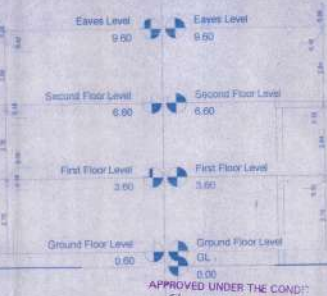 Eaves Level Eaves Level
9.60 9.60
Second Floor Level Second Floor Level
6.60 6.60
First Floor Level First Floor Level
3.60 3.60
Ground Floor Level Ground Floor Level
0.60 GL
0.00
APPROVED UNDER THE CONDIT